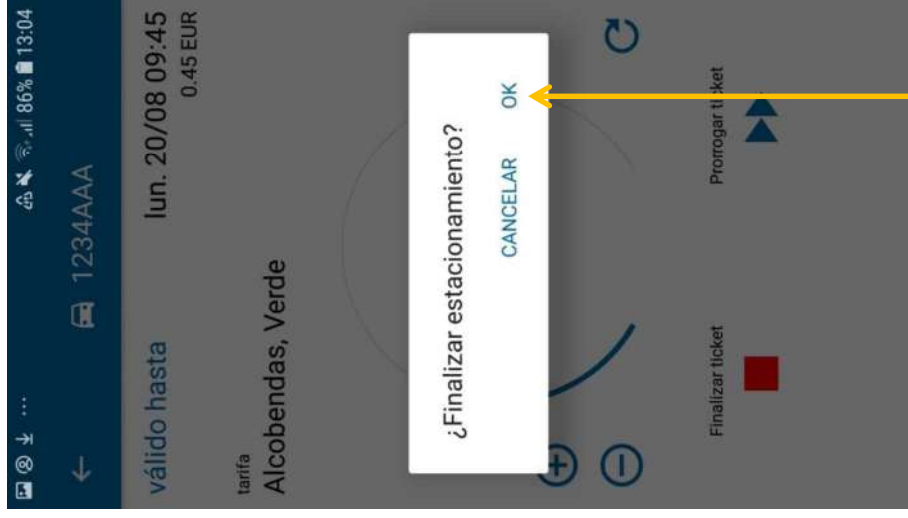 86% 13:04
1234AAA
válido hasta lun. 20/08 09:45
0.45 EUR
tarifa
Alcobendas, Verde
¿Finalizar estacionamiento?
CANCELAR OK
Finalizar ticket Prorrogar ticket